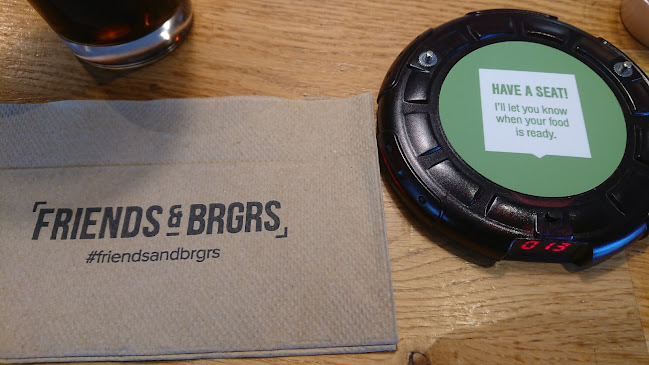 FRIENDS & BRGRS
#friendsandbrgrs
HAVE A SEAT!
I'll let you know
when your food
is ready.
013